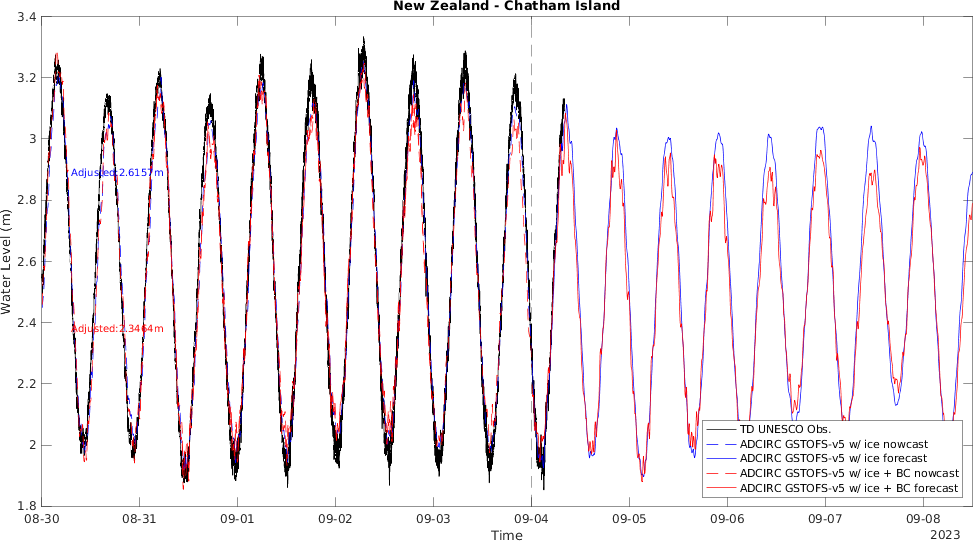 New Zealand - Chatham Island
3.4
3.2
3
2.8
2.6
2.4
2.2
2
1.8
Water Level (m)
Adjusted:2.6157m
Adjusted:2.3464m
TD UNESCO Obs.
ADCIRC GSTOFS-v5 w/ ice nowcast
ADCIRC GSTOFS-v5 w/ ice forecast
ADCIRC GSTOFS-v5 w/ ice + BC nowcast
ADCIRC GSTOFS-v5 w/ ice + BC forecast
08-30 08-31 09-01 09-02 09-03 09-04 09-05 09-06 09-07 09-08
Time
2023